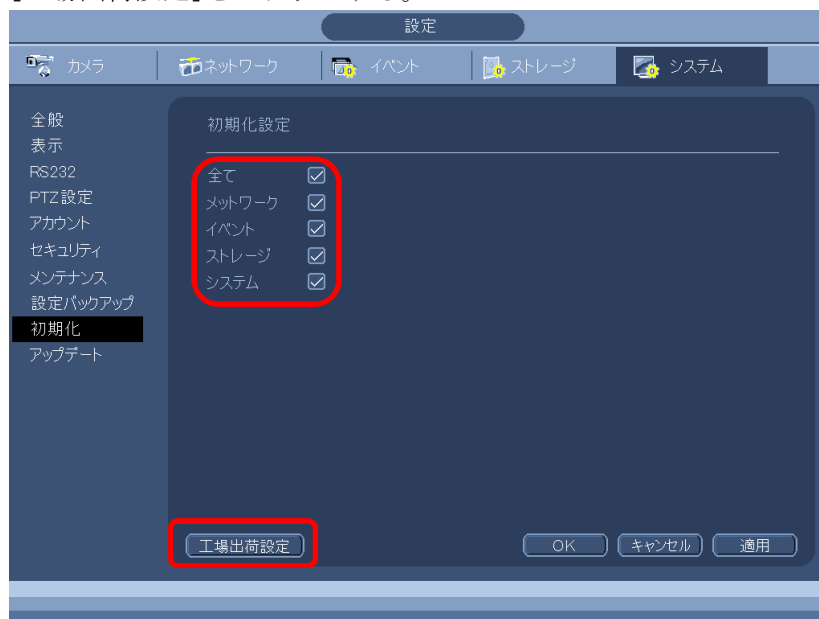 設定
カメラ ネットワーク イベント ストレージ システム
全般
表示
RS232
PTZ設定
アカウント
セキュリティ
メンテナンス
設定バックアップ
初期化
アップデート
初期化設定
全て
メットワーク
イベント
ストレージ
システム
工場出荷設定 OK キャンセル 適用